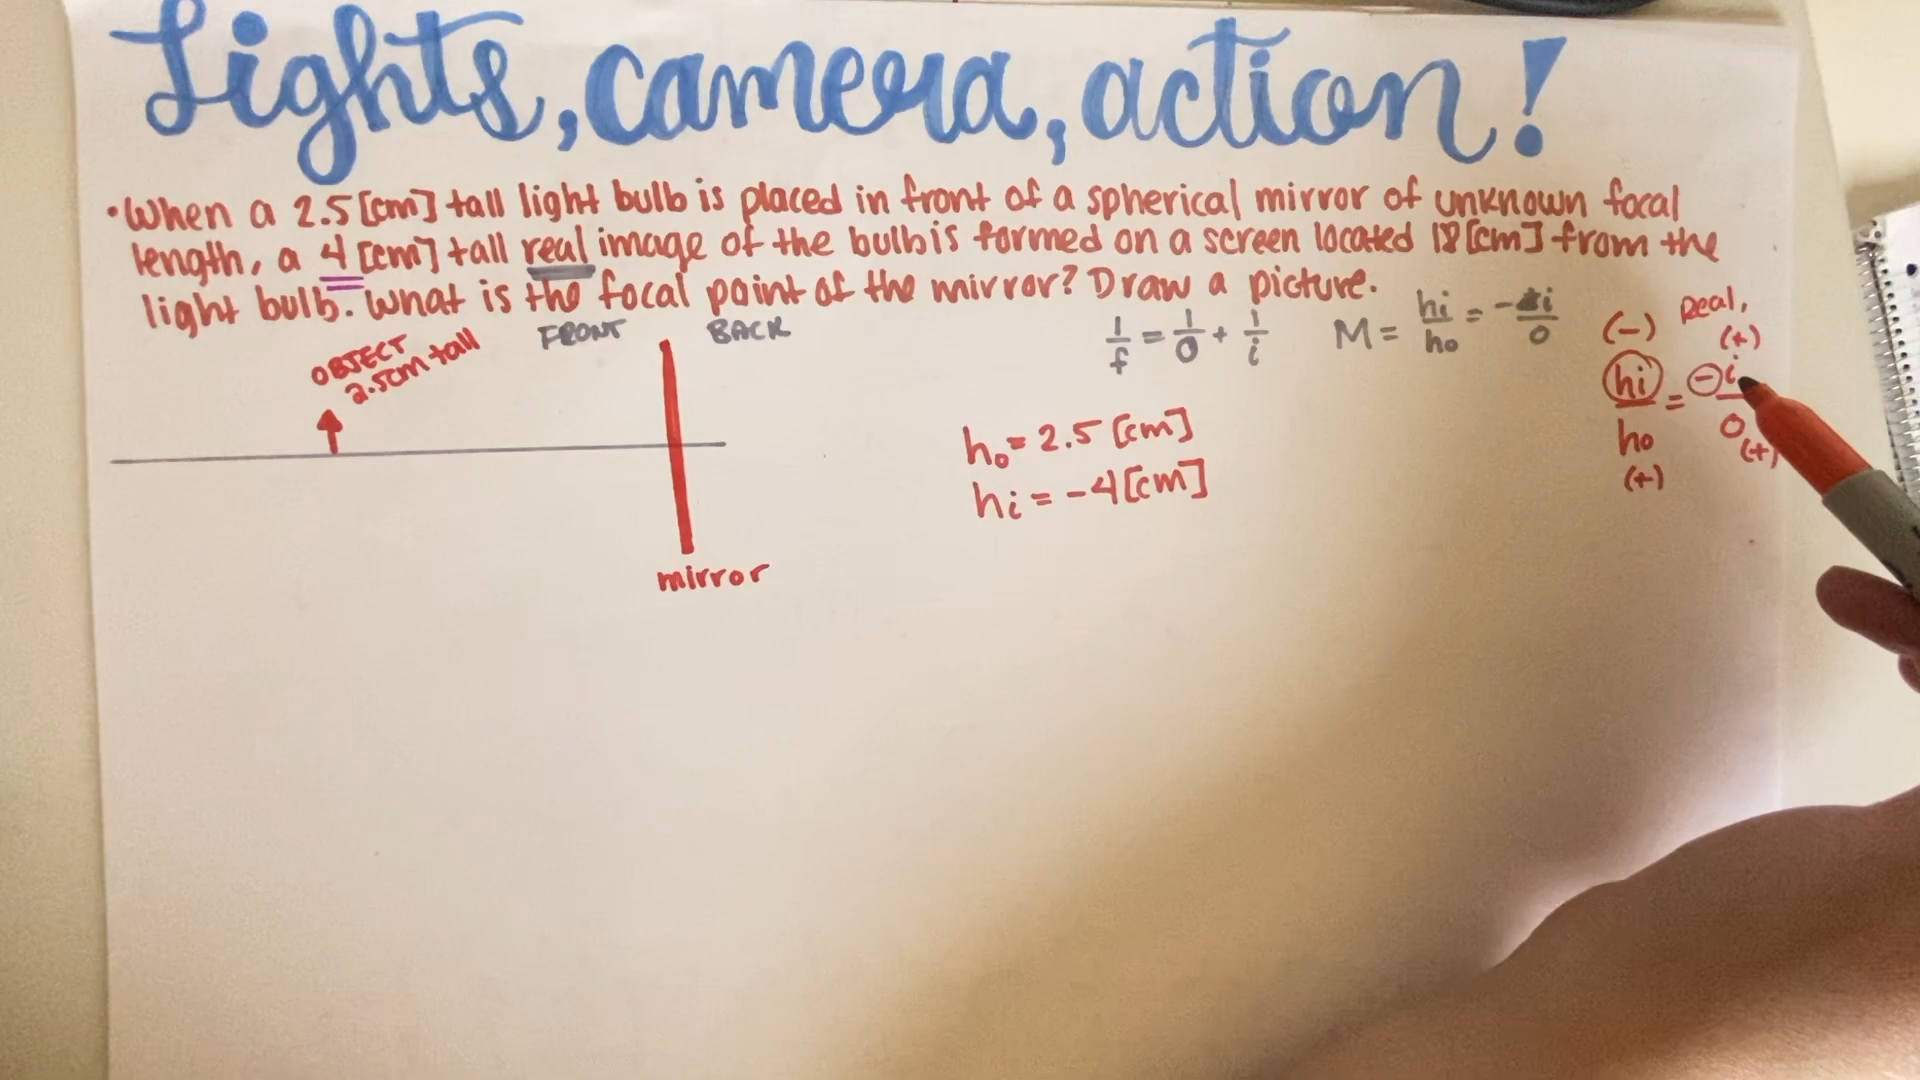 Lights, camera, action!
•When a 2.5 [cm] tall light bulb is placed in front of a spherical mirror of unknown focal
length, a 4 [cm] tall real image of the bulb is formed on a screen located 18 [cm] from the
light bulb. What is the focal point of the mirror? Draw a picture.
OBJECT
2.5cm tall
FRONT BACK
mirror
1/f = 1/o + 1/i
M = hi/ho = -i/o
ho = 2.5 [cm]
hi = -4 [cm]
(-) Real,
(+)
hi/ho = -i/o
(+)
(+)